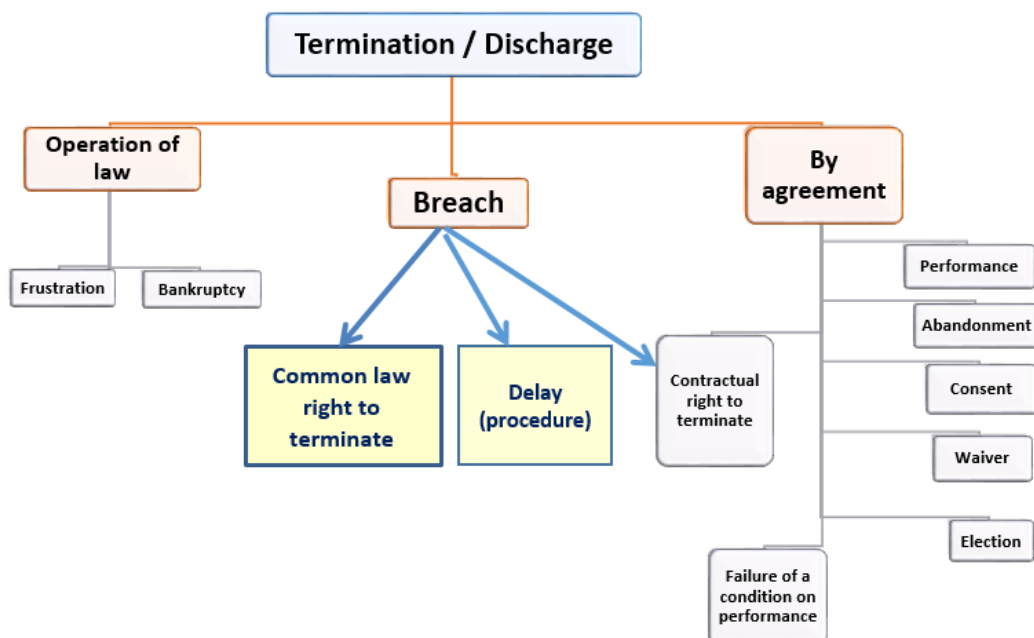 Termination / Discharge
Operation of
law
Breach
By
agreement
Frustration
Bankruptcy
Common law
right to
terminate
Delay
(procedure)
Contractual
right to
terminate
Performance
Abandonment
Consent
Waiver
Election
Failure of a
condition on
performance